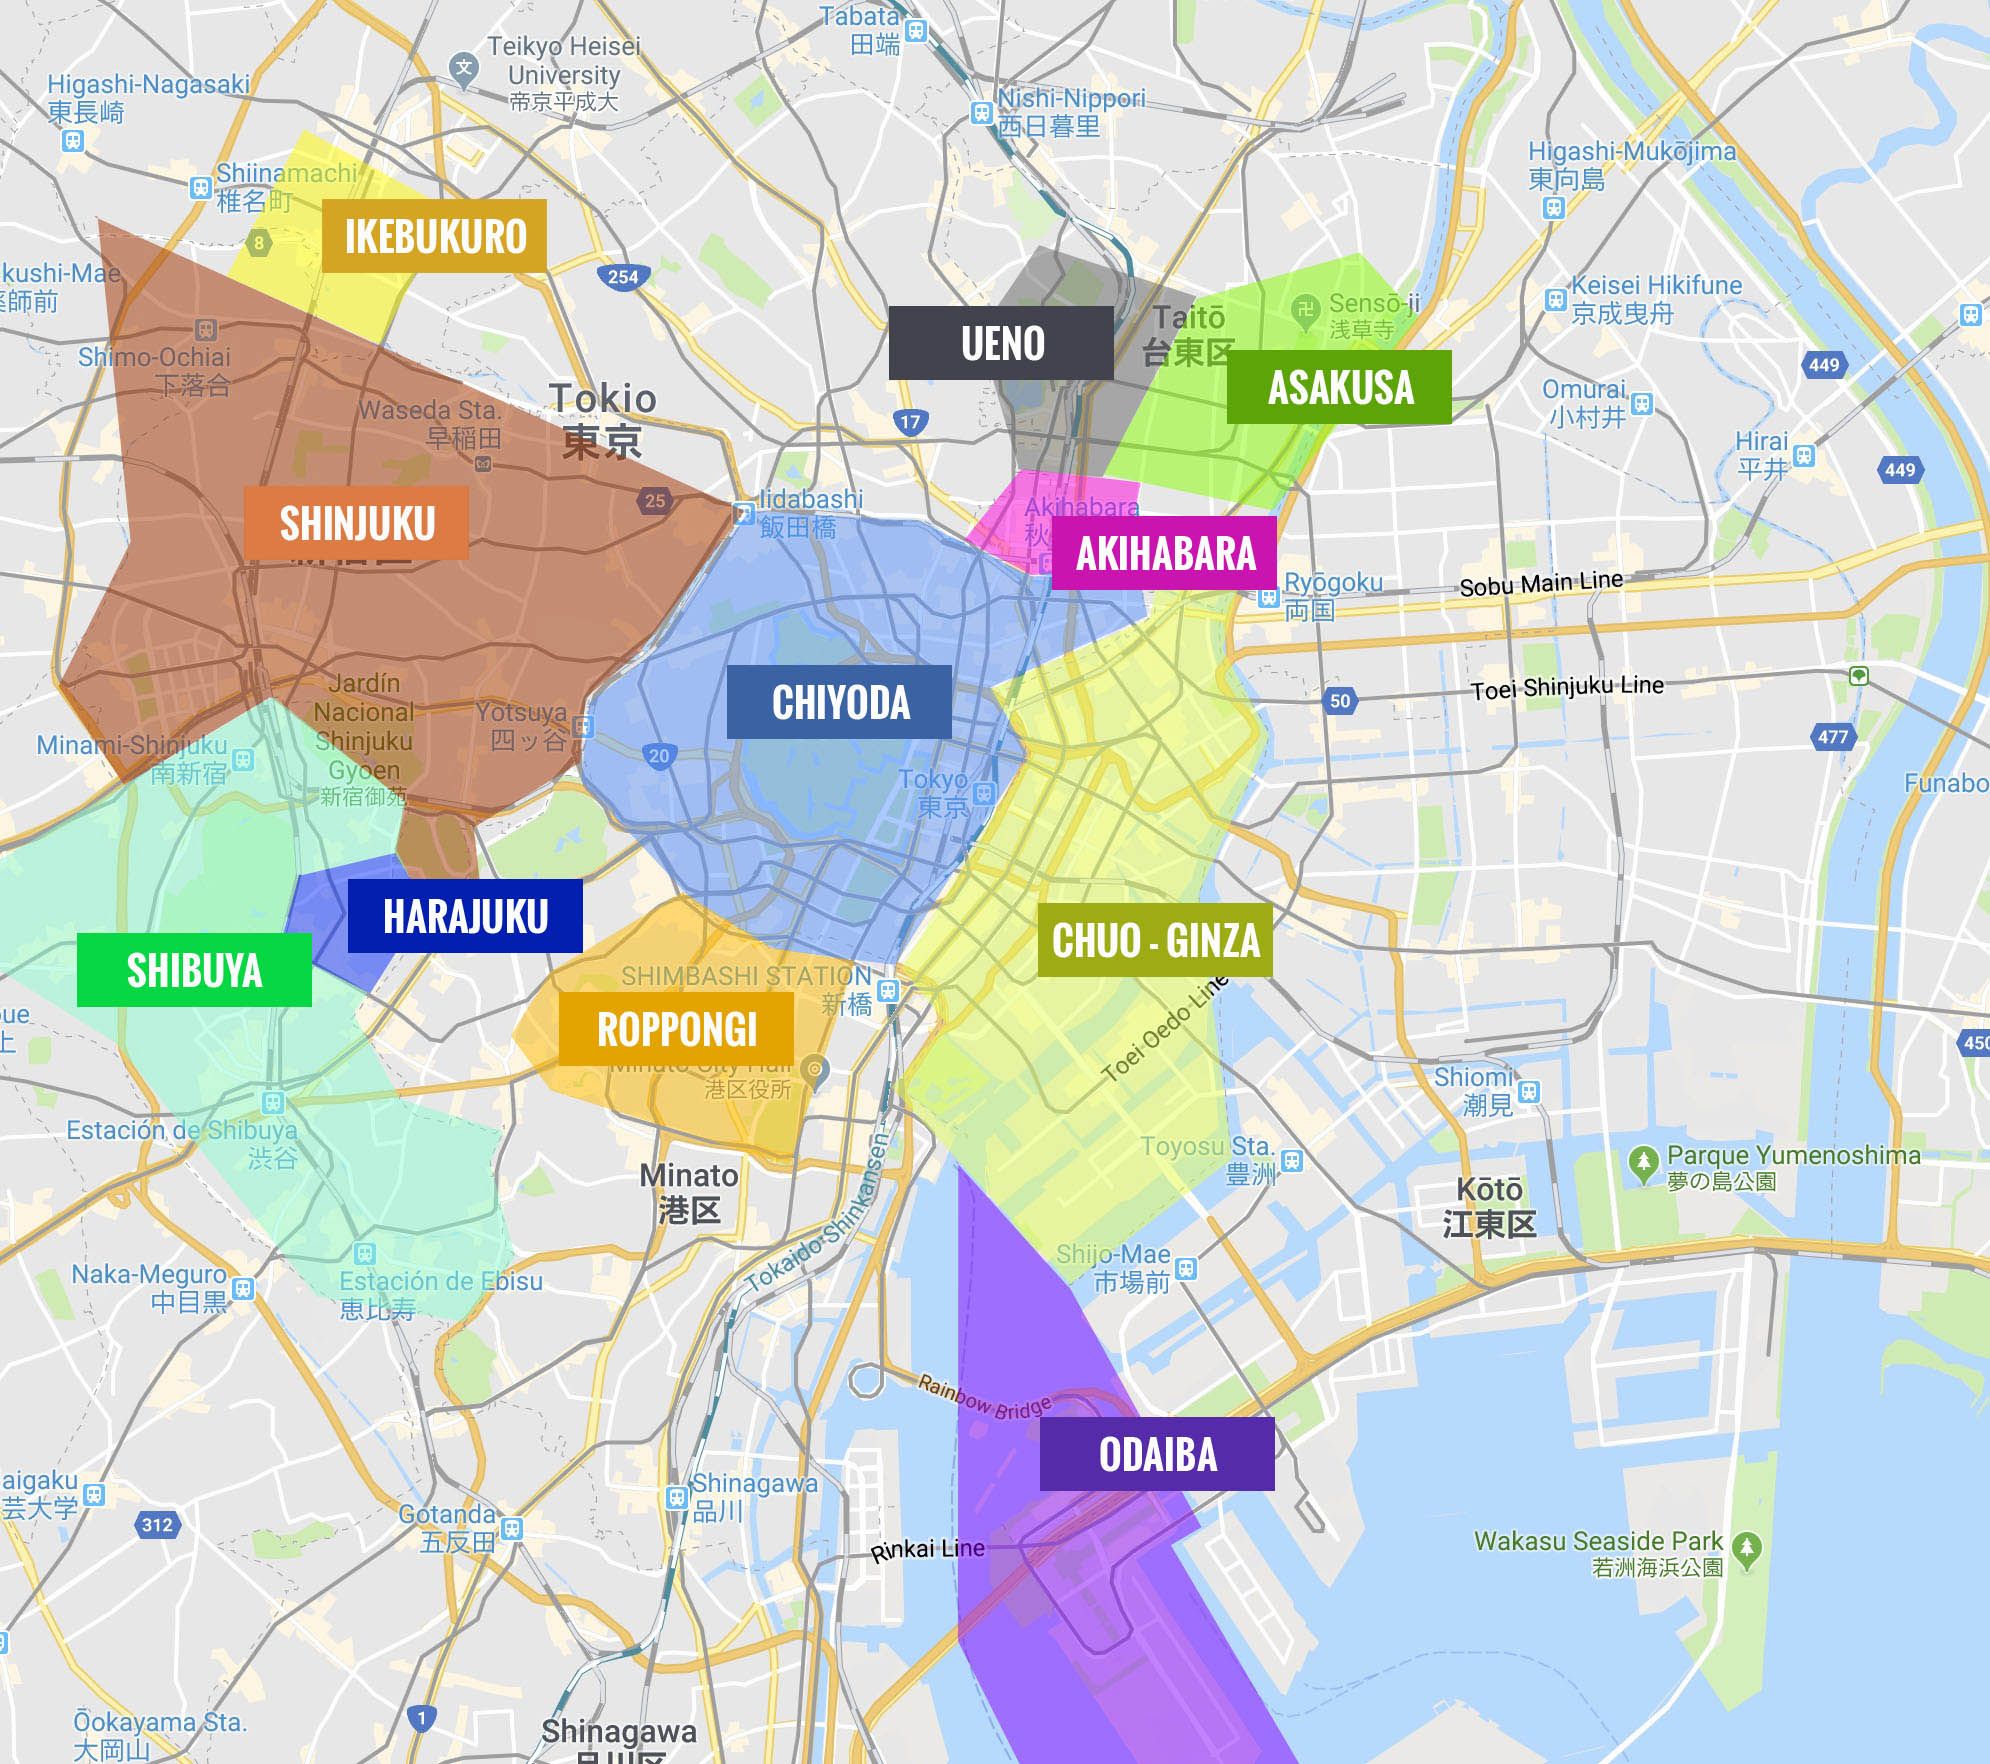 Tabata
田端
Teikyo Heisei
University
帝京平成大
Higashi-Nagasaki
東長崎
Nishi-Nippori
西日暮里
Higashi-Mukōjima
東向島
Shiinamachi
椎名町
IKEBUKURO
8
254
kushi-Mae
薬師前
Keisei Hikifune
京成曳舟
Sensō-ji
浅草寺
Taitō
台東区
UENO
ASAKUSA
449
Shimo-Ochiai
下落合
Tokio
東京
Waseda Sta.
早稲田
17
Omurai
小村井
Hirai
平井
449
25
Iidabashi
飯田橋
Akihabara
秋
SHINJUKU
AKIHABARA
Ryōgoku
両国
Sobu Main Line
Toei Shinjuku Line
50
477
CHIYODA
Jardín
Nacional
Shinjuku
Gyoen
新宿御苑
Yotsuya
四ッ谷
20
Minami-Shinjuku
南新宿
Tokyo
東京
Funabo
HARAJUKU
SHIBUYA
CHUO - GINZA
SHIMBASHI STATION
新橋
ROPPONGI
Minato City Hall
港区役所
Toei Oedo Line
oue
上
450
Shiomi
潮見
Estación de Shibuya
渋谷
Toyosu Sta.
豊洲
Parque Yumenoshima
夢の島公園
Minato
港区
Kōtō
江東区
Tokaido Shinkansen
Shijo-Mae
市場前
Naka-Meguro
中目黒
Estación de Ebisu
恵比寿
Rainbow Bridge
ODAIBA
aigaku
芸大学
312
Shinagawa
品川
Gotanda
五反田
Rinkai Line
Wakasu Seaside Park
若洲海浜公園
Ōokayama Sta.
大岡山
1
Shinagawa
品川区